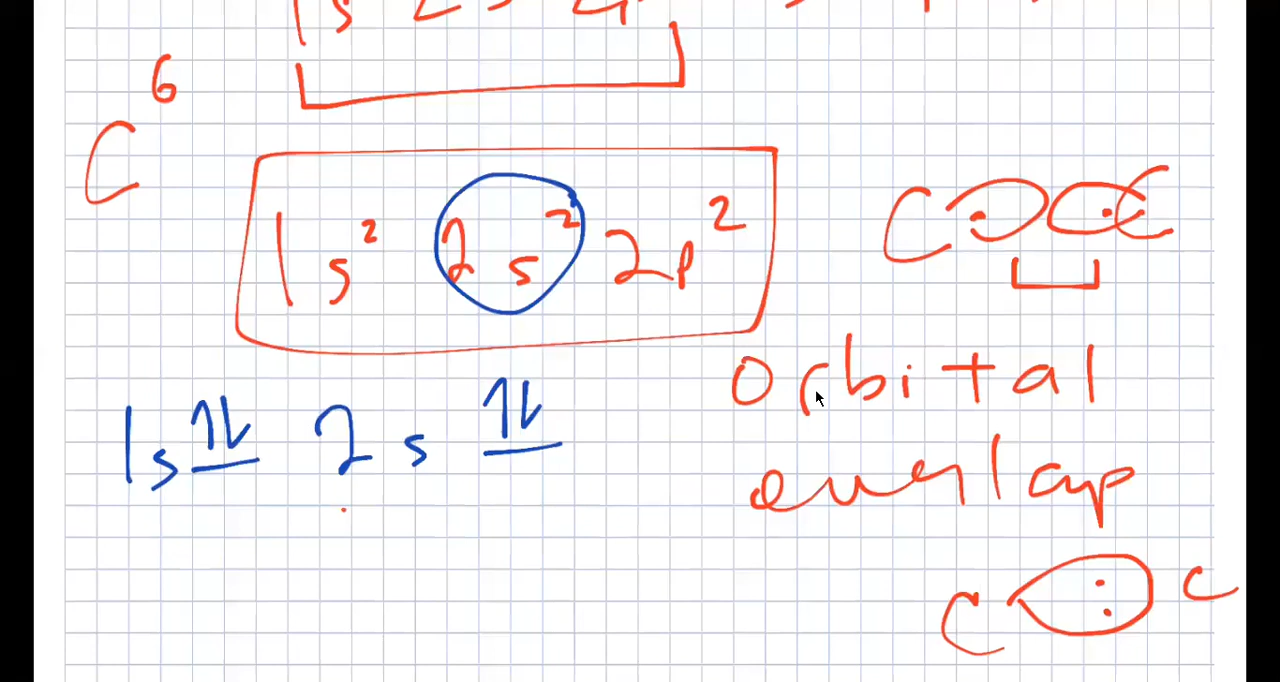 C 6
1s² 2s² 2p²
C C
orbital
overlap
1s ↿⇂ 2s ↿⇂
C : C